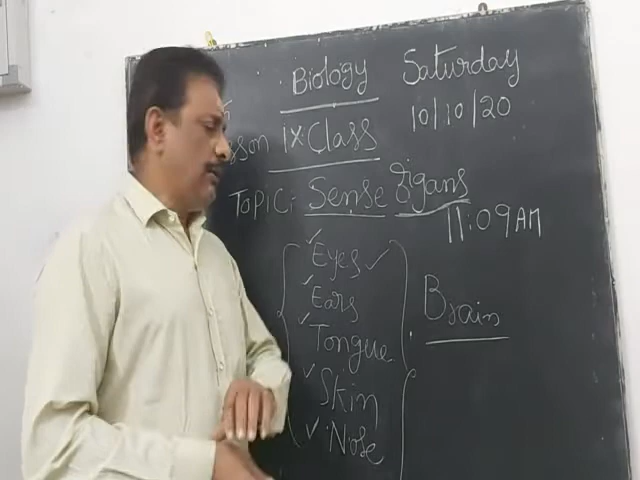 Biology Saturday
IX Class 10/10/20
Topic: Sense Organs
11:09 AM
Eyes
Ears Brain
Tongue
Skin
Nose